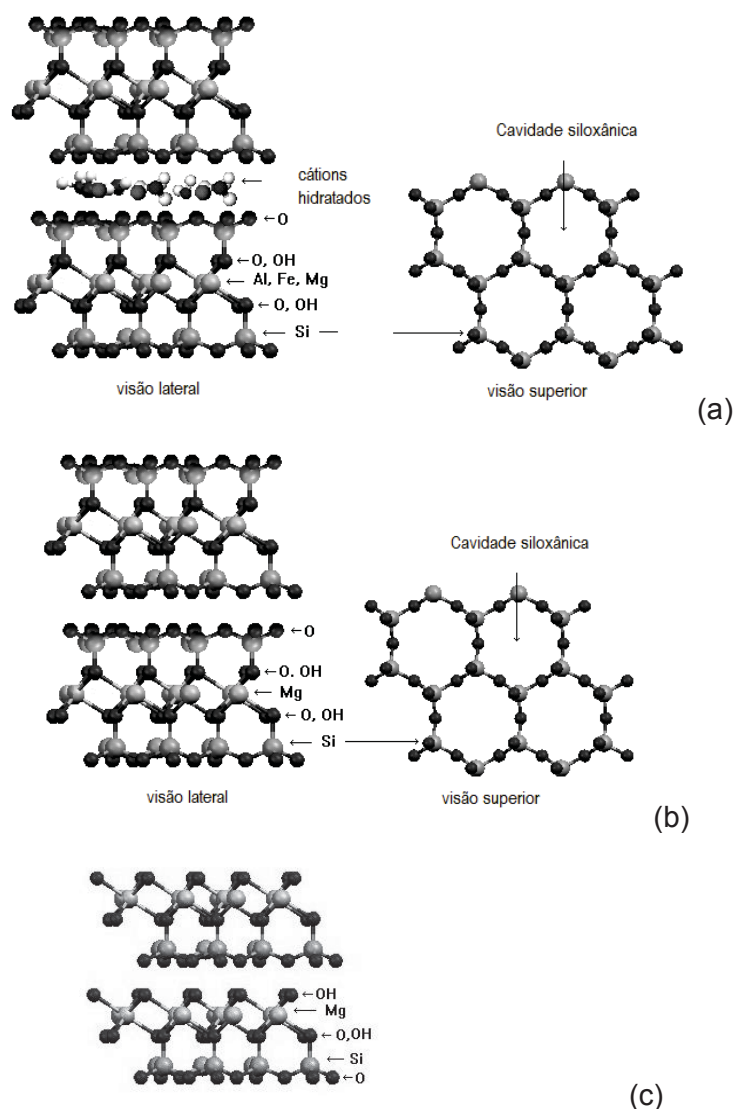 Cavidade siloxânica
cátions
hidratados
←O
←O, OH
←Al, Fe, Mg
←O, OH
←Si —
visão lateral
visão superior
(a)
Cavidade siloxânica
←O
←O. OH
← Mg
←O, OH
← Si
visão lateral
visão superior
(b)
←OH
← Mg
←O,OH
←Si
←O
(c)